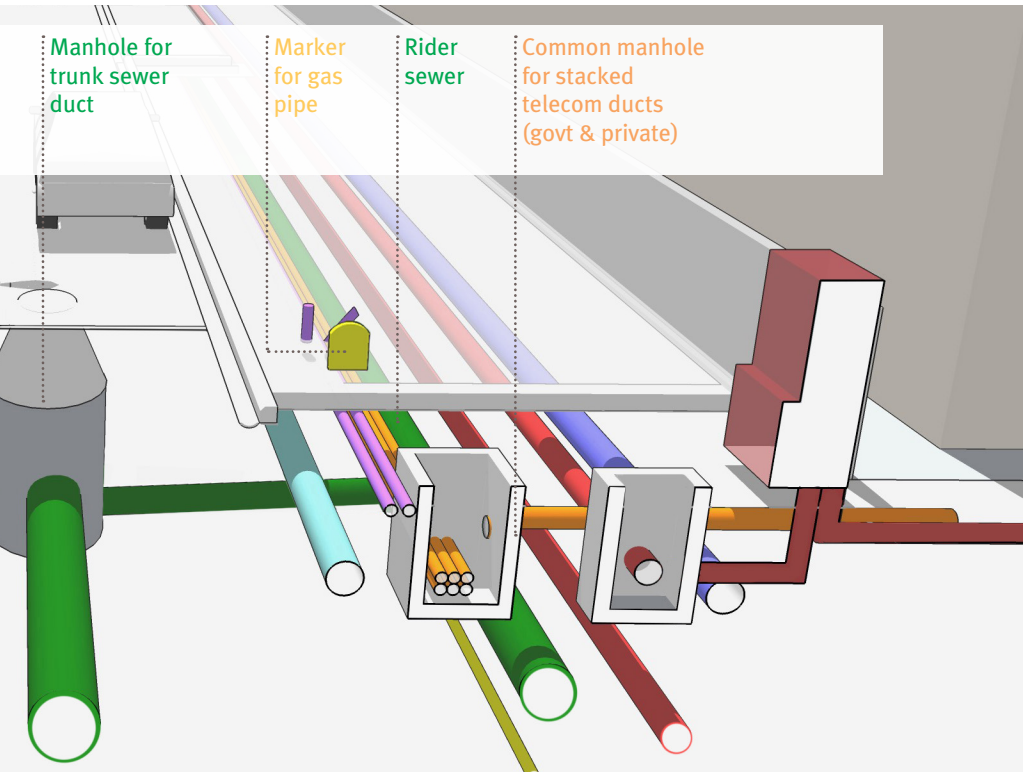 Manhole for
trunk sewer
duct
Marker
for gas
pipe
Rider
sewer
Common manhole
for stacked
telecom ducts
(govt & private)